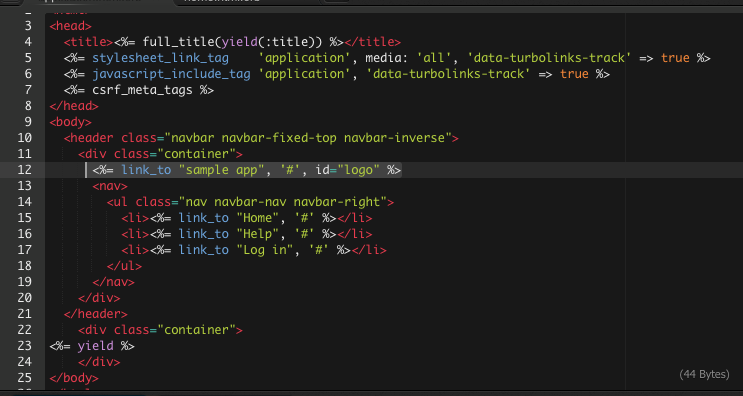 3 <head>
4 <title><%= full_title(yield(:title)) %></title>
5 <%= stylesheet_link_tag    'application', media: 'all', 'data-turbolinks-track' => true %>
6 <%= javascript_include_tag 'application', 'data-turbolinks-track' => true %>
7 <%= csrf_meta_tags %>
8 </head>
9 <body>
10 <header class="navbar navbar-fixed-top navbar-inverse">
11 <div class="container">
12 <%= link_to "sample app", '#', id="logo" %>
13 <nav>
14 <ul class="nav navbar-nav navbar-right">
15 <li><%= link_to "Home", '#' %></li>
16 <li><%= link_to "Help", '#' %></li>
17 <li><%= link_to "Log in", '#' %></li>
18 </ul>
19 </nav>
20 </div>
21 </header>
22 <div class="container">
23 <%= yield %>
24 </div>
25 </body>
(44 Bytes)